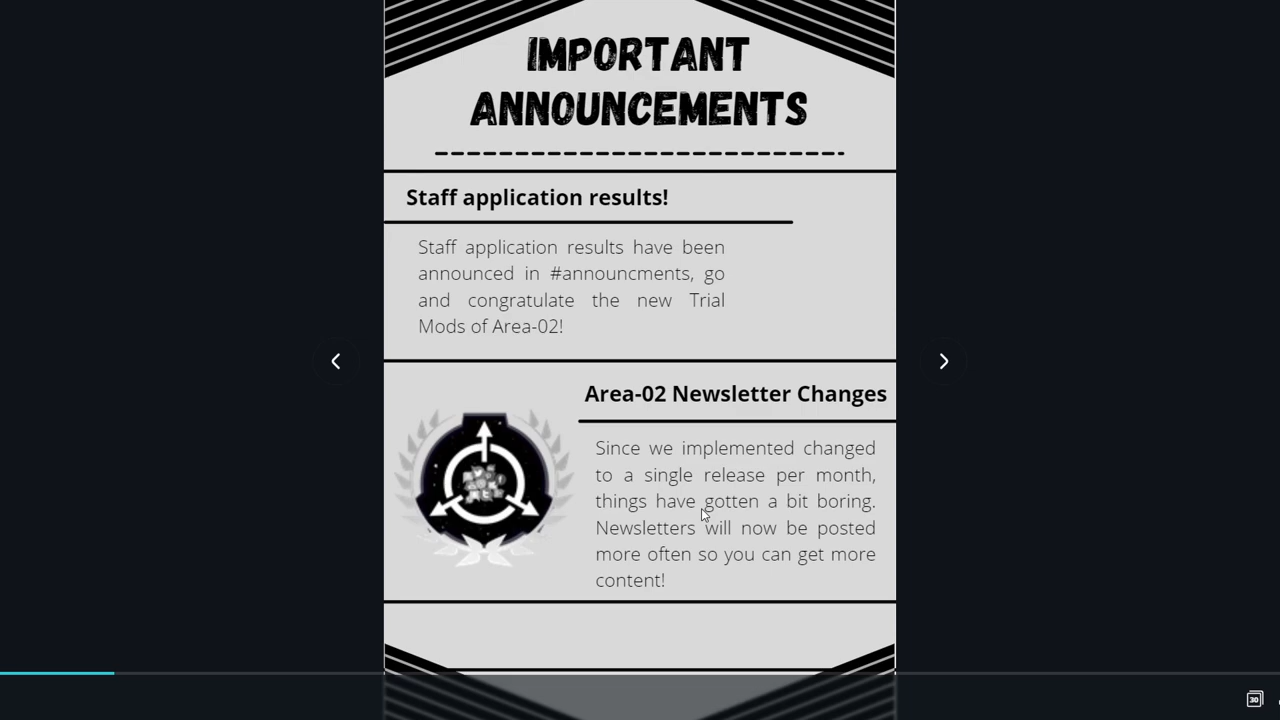 IMPORTANT
ANNOUNCEMENTS
Staff application results!
Staff application results have been
announced in #announcments, go
and congratulate the new Trial
Mods of Area-02!
Area-02 Newsletter Changes
Since we implemented changed
to a single release per month,
things have gotten a bit boring.
Newsletters will now be posted
more often so you can get more
content!
30